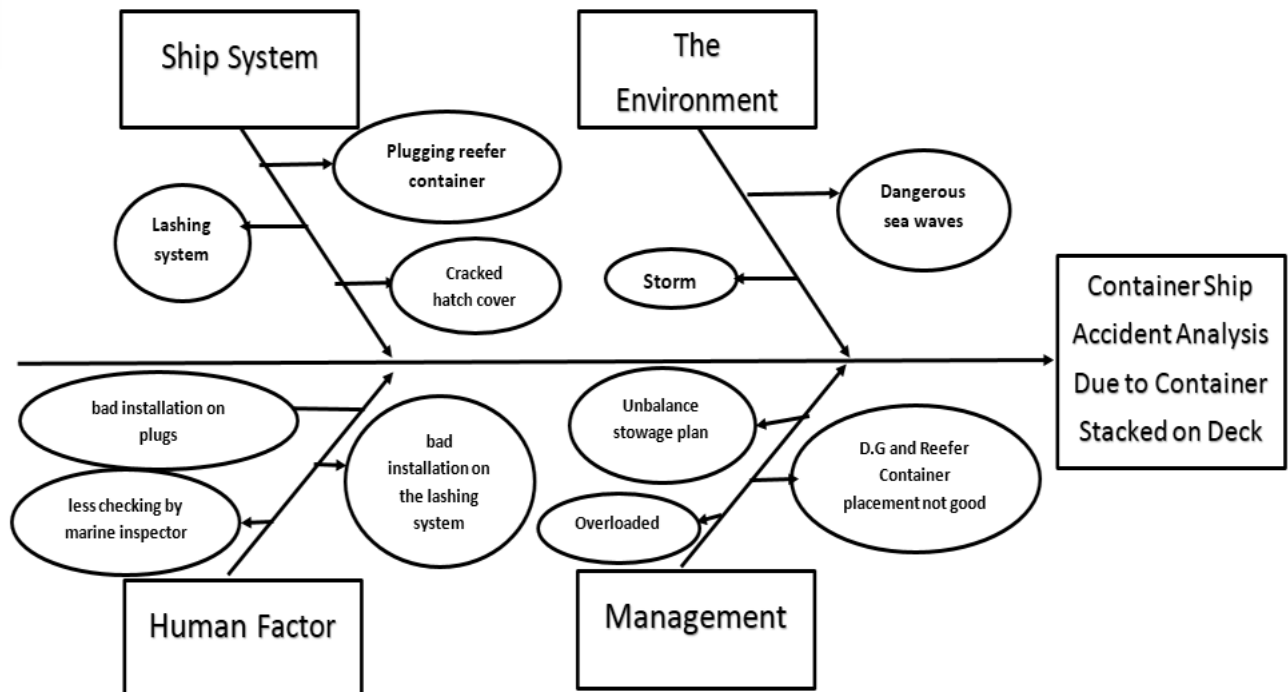 Ship System
The
Environment
Plugging reefer
container
Lashing
system
Cracked
hatch cover
Dangerous
sea waves
Storm
Container Ship
Accident Analysis
Due to Container
Stacked on Deck
bad installation on
plugs
less checking by
marine inspector
bad
installation on
the lashing
system
Unbalance
stowage plan
D.G and Reefer
Container
placement not good
Overloaded
Human Factor
Management